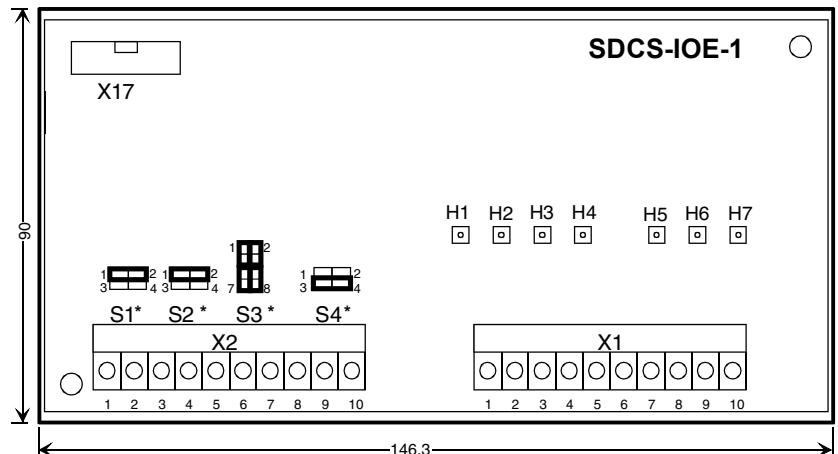 SDCS-IOE-1
X17
90
H1 H2 H3 H4 H5 H6 H7
1 2
1 2 1 2 1 2
3 4 3 4 7 8 3 4
S1* S2 * S3 * S4*
X2 X1
1 2 3 4 5 6 7 8 9 10 1 2 3 4 5 6 7 8 9 10
146.3